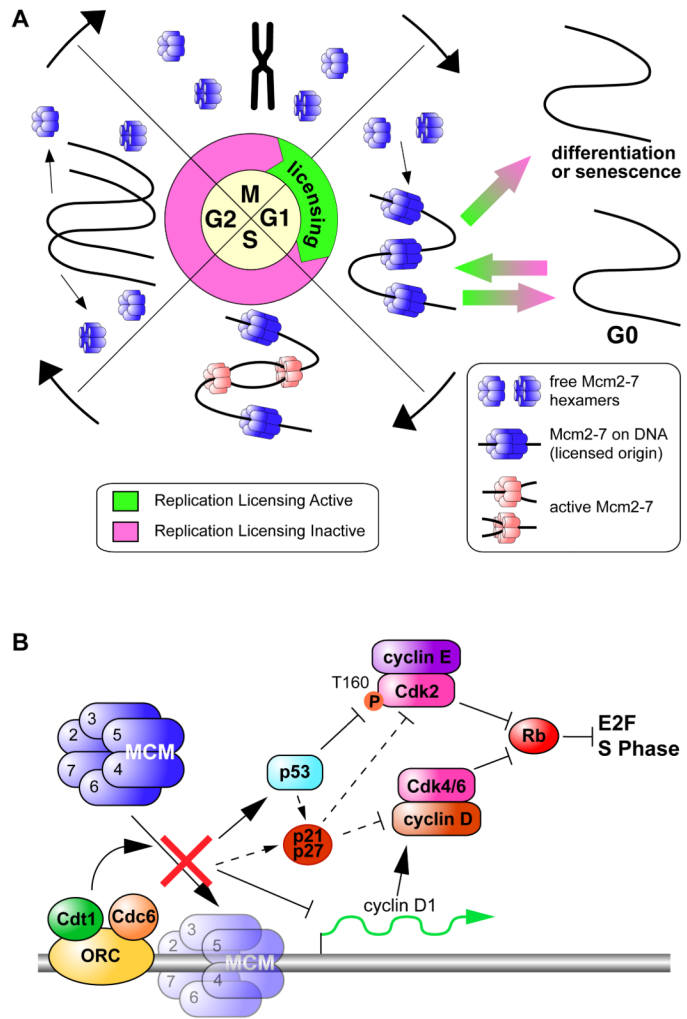 A
M
G2 G1
S
licensing
differentiation
or senescence
G0
free Mcm2-7
hexamers
Mcm2-7 on DNA
(licensed origin)
active Mcm2-7
Replication Licensing Active
Replication Licensing Inactive
B
cyclin E
T160
P
Cdk2
3
2
5
MCM
7
4
6
p53
Rb
E2F
S Phase
Cdk4/6
cyclin D
p21
p27
Cdt1
Cdc6
ORC
cyclin D1
3
2
5
MCM
7
4
6